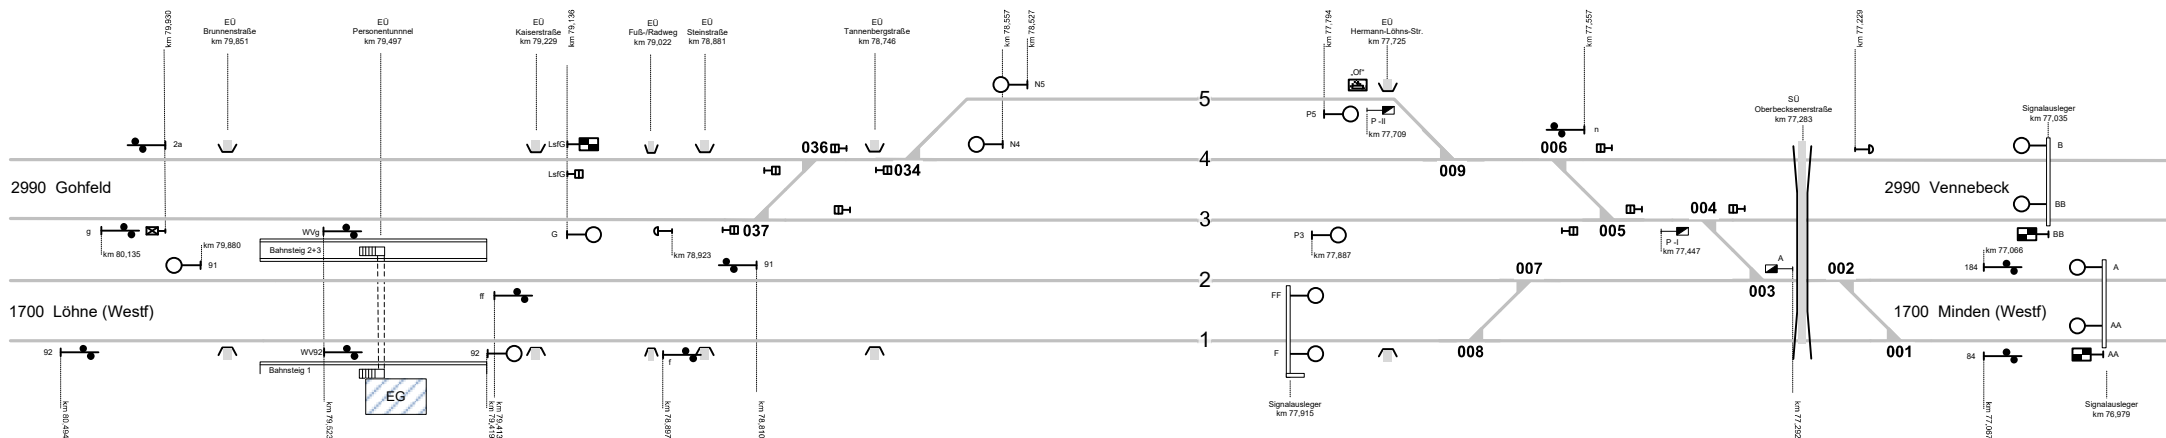 km 79,930
EÜ
Brunnenstraße
km 79,851
EÜ
Personentunnnel
km 79,497
EÜ
Kaiserstraße
km 79,229
km 79,136
EÜ
Fuß-/Radweg
km 79,022
EÜ
Steinstraße
km 78,881
EÜ
Tannenbergstraße
km 78,746
km 78,557
km 78,527
km 77,794
EÜ
Hermann-Löhns-Str.
km 77,725
km 77,557
km 77,229
SÜ
Oberbecksenerstraße
km 77,283
Signalausleger
km 77,035
N5
„Ol“
5
P5
P -II
km 77,709
2a
LsfG
036
N4
n
006
B
4
LsfG
034
009
2990 Gohfeld
2990 Vennebeck
BB
004
3
g
WVg
G
037
P3
005
P -I
BB
km 80,135
km 79,880
Bahnsteig 2+3
km 78,923
km 77,887
km 77,447
km 77,066
91
91
A
007
002
184
A
2
ff
FF
003
1700 Löhne (Westf)
1700 Minden (Westf)
AA
1
92
WV92
92
f
F
008
001
84
AA
Bahnsteig 1
EG
km 80,494
km 79,523
km 79,419
km 79,413
km 78,897
km 78,810
Signalausleger
km 77,915
km 77,292
km 77,067
Signalausleger
km 76,979